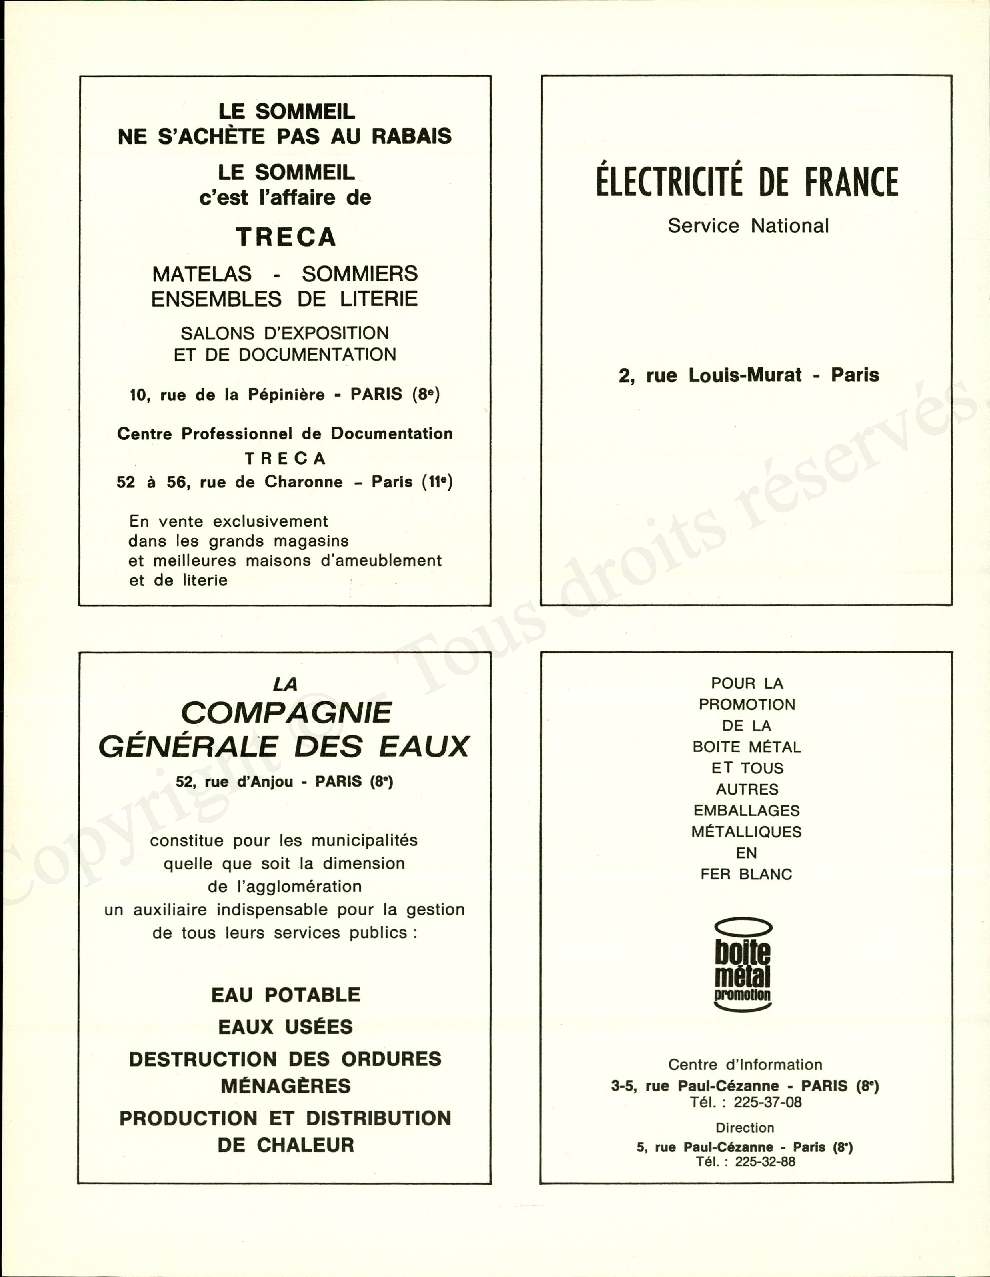 LE SOMMEIL
NE S'ACHÈTE PAS AU RABAIS
LE SOMMEIL
c'est l'affaire de
TRECA
MATELAS - SOMMIERS
ENSEMBLES DE LITERIE
SALONS D'EXPOSITION
ET DE DOCUMENTATION
10, rue de la Pépinière - PARIS (8e)
Centre Professionnel de Documentation
TRECA
52 à 56, rue de Charonne - Paris (11e)
En vente exclusivement
dans les grands magasins
et meilleures maisons d'ameublement
et de literie
ÉLECTRICITÉ DE FRANCE
Service National
2, rue Louis-Murat - Paris
LA
COMPAGNIE
GÉNÉRALE DES EAUX
52, rue d'Anjou - PARIS (8e)
constitue pour les municipalités
quelle que soit la dimension
de l'agglomération
un auxiliaire indispensable pour la gestion
de tous leurs services publics :
EAU POTABLE
EAUX USÉES
DESTRUCTION DES ORDURES
MÉNAGÈRES
PRODUCTION ET DISTRIBUTION
DE CHALEUR
POUR LA
PROMOTION
DE LA
BOITE MÉTAL
ET TOUS
AUTRES
EMBALLAGES
MÉTALLIQUES
EN
FER BLANC
boite
métal
promotion
Centre d'Information
3-5, rue Paul-Cézanne - PARIS (8e)
Tél. : 225-37-08
Direction
5, rue Paul-Cézanne - Paris (8e)
Tél. : 225-32-88
Copyright © - Tous droits réservés.